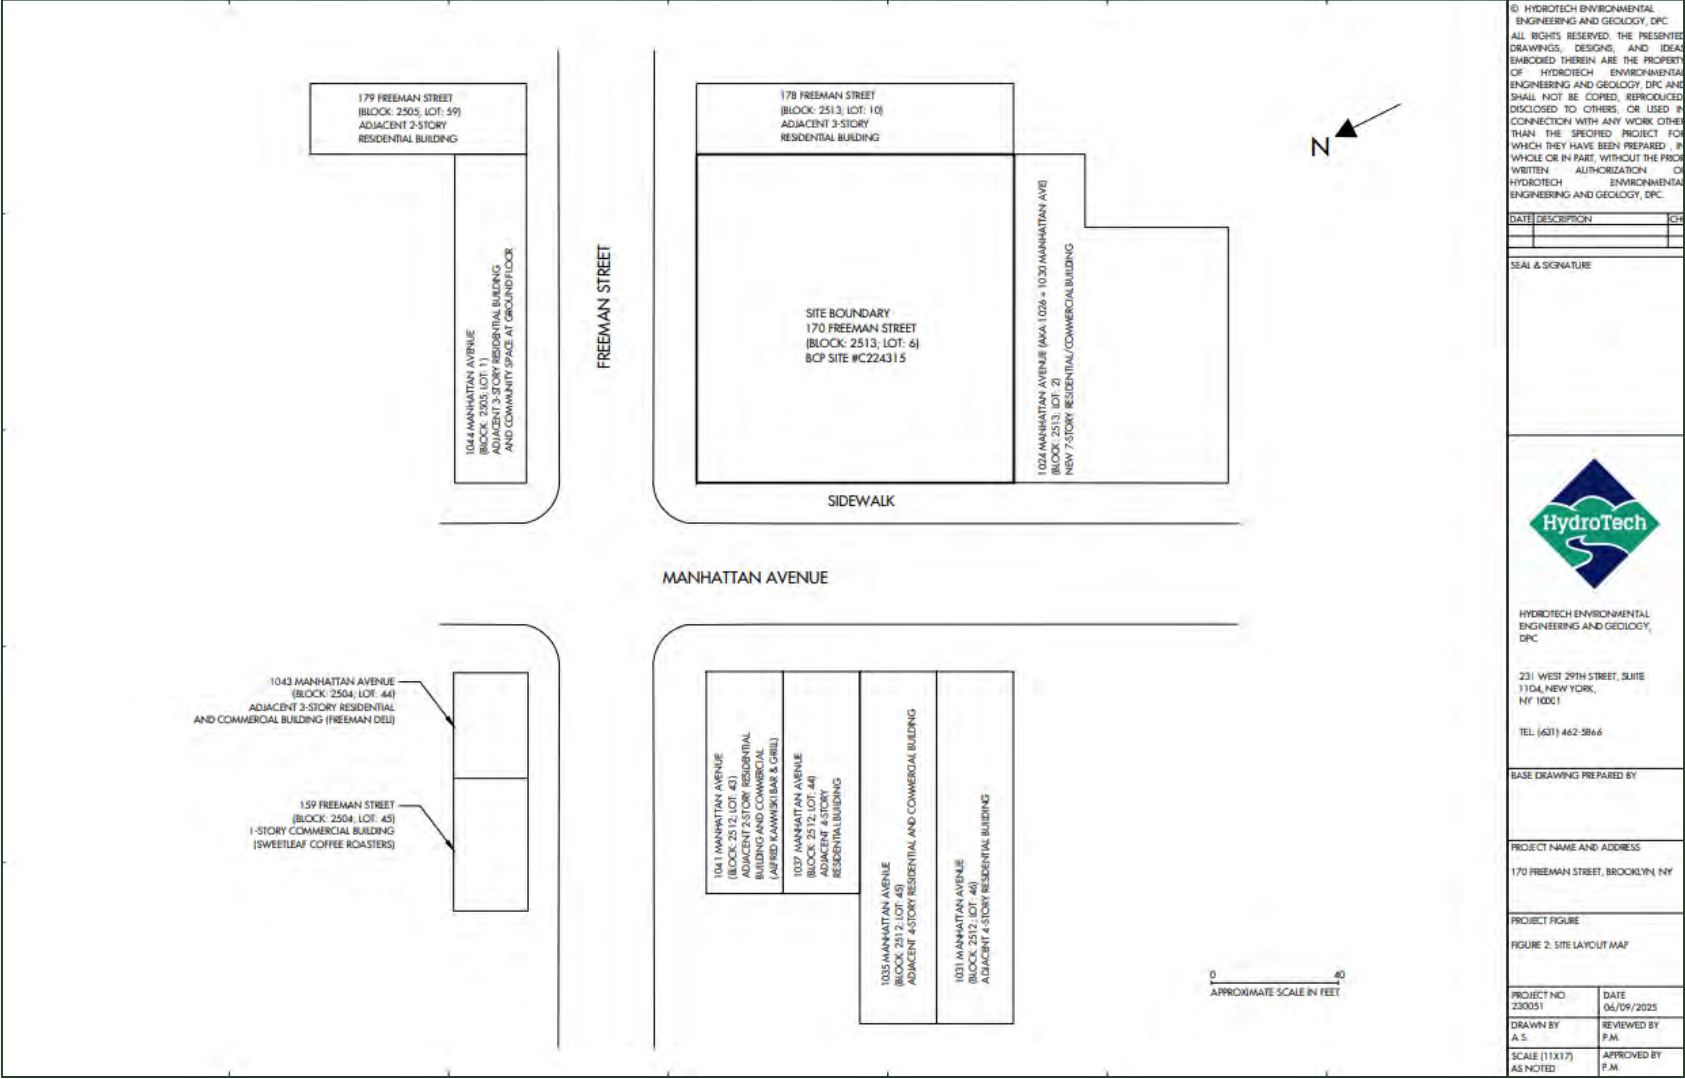 179 FREEMAN STREET
(BLOCK: 2505; LOT: 59)
ADJACENT 2-STORY
RESIDENTIAL BUILDING
178 FREEMAN STREET
(BLOCK: 2513; LOT: 10)
ADJACENT 3-STORY
RESIDENTIAL BUILDING
N
1044 MANHATTAN AVENUE
(BLOCK: 2505; LOT: 1)
ADJACENT 3-STORY RESIDENTIAL BUILDING
AND COMMUNITY SPACE AT GROUND FLOOR
FREEMAN STREET
SITE BOUNDARY
170 FREEMAN STREET
(BLOCK: 2513; LOT: 6)
BCP SITE #C224315
1024 MANHATTAN AVENUE (AKA 1026 - 1030 MANHATTAN AVE)
(BLOCK: 2513; LOT: 2)
NEW 7-STORY RESIDENTIAL/COMMERCIAL BUILDING
SIDEWALK
MANHATTAN AVENUE
1043 MANHATTAN AVENUE
(BLOCK: 2504; LOT: 44)
ADJACENT 3-STORY RESIDENTIAL
AND COMMERCIAL BUILDING (FREEMAN DELI)
159 FREEMAN STREET
(BLOCK: 2504; LOT: 45)
1-STORY COMMERCIAL BUILDING
(SWEETLEAF COFFEE ROASTERS)
1041 MANHATTAN AVENUE
(BLOCK: 2512; LOT: 43)
ADJACENT 2-STORY RESIDENTIAL
BUILDING AND COMMERCIAL
(ALFRED KAMINSKI BAR & GRILL)
1037 MANHATTAN AVENUE
(BLOCK: 2512; LOT: 44)
ADJACENT 4-STORY
RESIDENTIAL BUILDING
1035 MANHATTAN AVENUE
(BLOCK: 2512; LOT: 45)
ADJACENT 4-STORY RESIDENTIAL AND COMMERCIAL BUILDING
1031 MANHATTAN AVENUE
(BLOCK: 2512; LOT: 46)
ADJACENT 4-STORY RESIDENTIAL BUILDING
0 40
APPROXIMATE SCALE IN FEET
© HYDROTECH ENVIRONMENTAL
ENGINEERING AND GEOLOGY, DPC
ALL RIGHTS RESERVED. THE PRESENTED
DRAWINGS, DESIGNS, AND IDEAS
EMBODIED THEREIN ARE THE PROPERTY
OF HYDROTECH ENVIRONMENTAL
ENGINEERING AND GEOLOGY, DPC AND
SHALL NOT BE COPIED, REPRODUCED,
DISCLOSED TO OTHERS, OR USED IN
CONNECTION WITH ANY WORK OTHER
THAN THE SPECIFIED PROJECT FOR
WHICH THEY HAVE BEEN PREPARED , IN
WHOLE OR IN PART, WITHOUT THE PRIOR
WRITTEN AUTHORIZATION OF
HYDROTECH ENVIRONMENTAL
ENGINEERING AND GEOLOGY, DPC.
DATE DESCRIPTION CH
SEAL & SIGNATURE
HydroTech
HYDROTECH ENVIRONMENTAL
ENGINEERING AND GEOLOGY,
DPC
231 WEST 29TH STREET, SUITE
1104, NEW YORK,
NY 10001
TEL: (631) 462-5866
BASE DRAWING PREPARED BY
PROJECT NAME AND ADDRESS
170 FREEMAN STREET, BROOKLYN, NY
PROJECT FIGURE
FIGURE 2: SITE LAYOUT MAP
PROJECT NO
230051
DATE
06/09/2025
DRAWN BY
A.S.
REVIEWED BY
P.M.
SCALE (11X17)
AS NOTED
APPROVED BY
P.M.